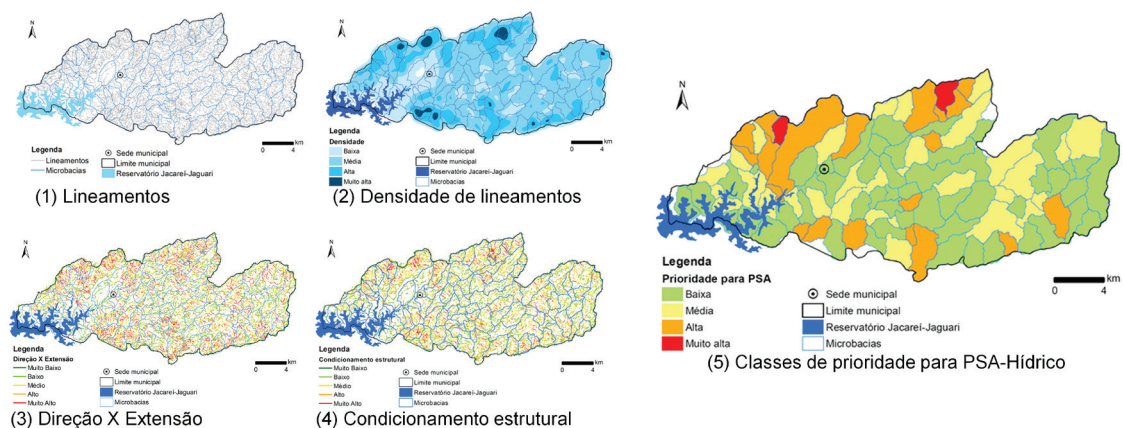 N
Legenda
Lineamentos
Microbacias
Sede municipal
Limite municipal
Reservatório Jacareí-Jaguari
0 4
km
(1) Lineamentos
N
Legenda
Densidade
Baixa
Média
Alta
Muito alta
Sede municipal
Limite municipal
Reservatório Jacareí-Jaguari
Microbacias
0 4
km
(2) Densidade de lineamentos
N
Legenda
Direção X Extensão
Muito Baixo
Baixo
Médio
Alto
Muito Alto
Sede municipal
Limite municipal
Reservatório Jacareí-Jaguari
Microbacias
0 4
km
(3) Direção X Extensão
N
Legenda
Condicionamento estrutural
Muito Baixo
Baixo
Médio
Alto
Muito Alto
Sede municipal
Limite municipal
Reservatório Jacareí-Jaguari
Microbacias
0 4
km
(4) Condicionamento estrutural
N
Legenda
Prioridade para PSA
Baixa
Média
Alta
Muito alta
Sede municipal
Limite municipal
Reservatório Jacareí-Jaguari
Microbacias
0 4
km
(5) Classes de prioridade para PSA-Hídrico